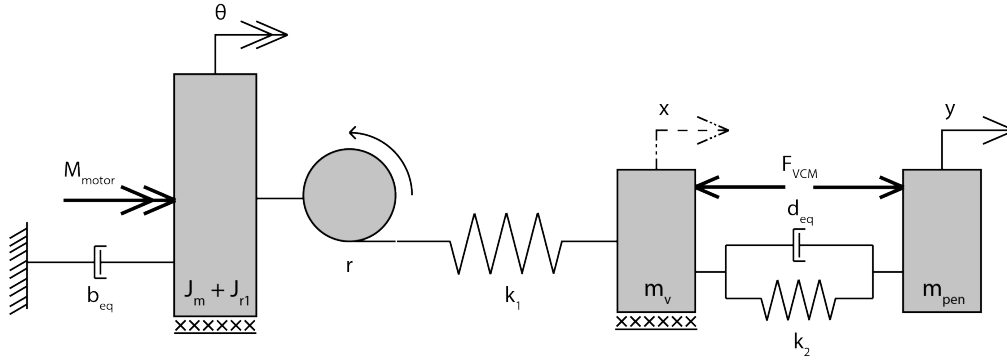 θ
x
y
M_motor
F_VCM
d_eq
r
b_eq
J_m + J_r1
k_1
m_v
m_pen
k_2